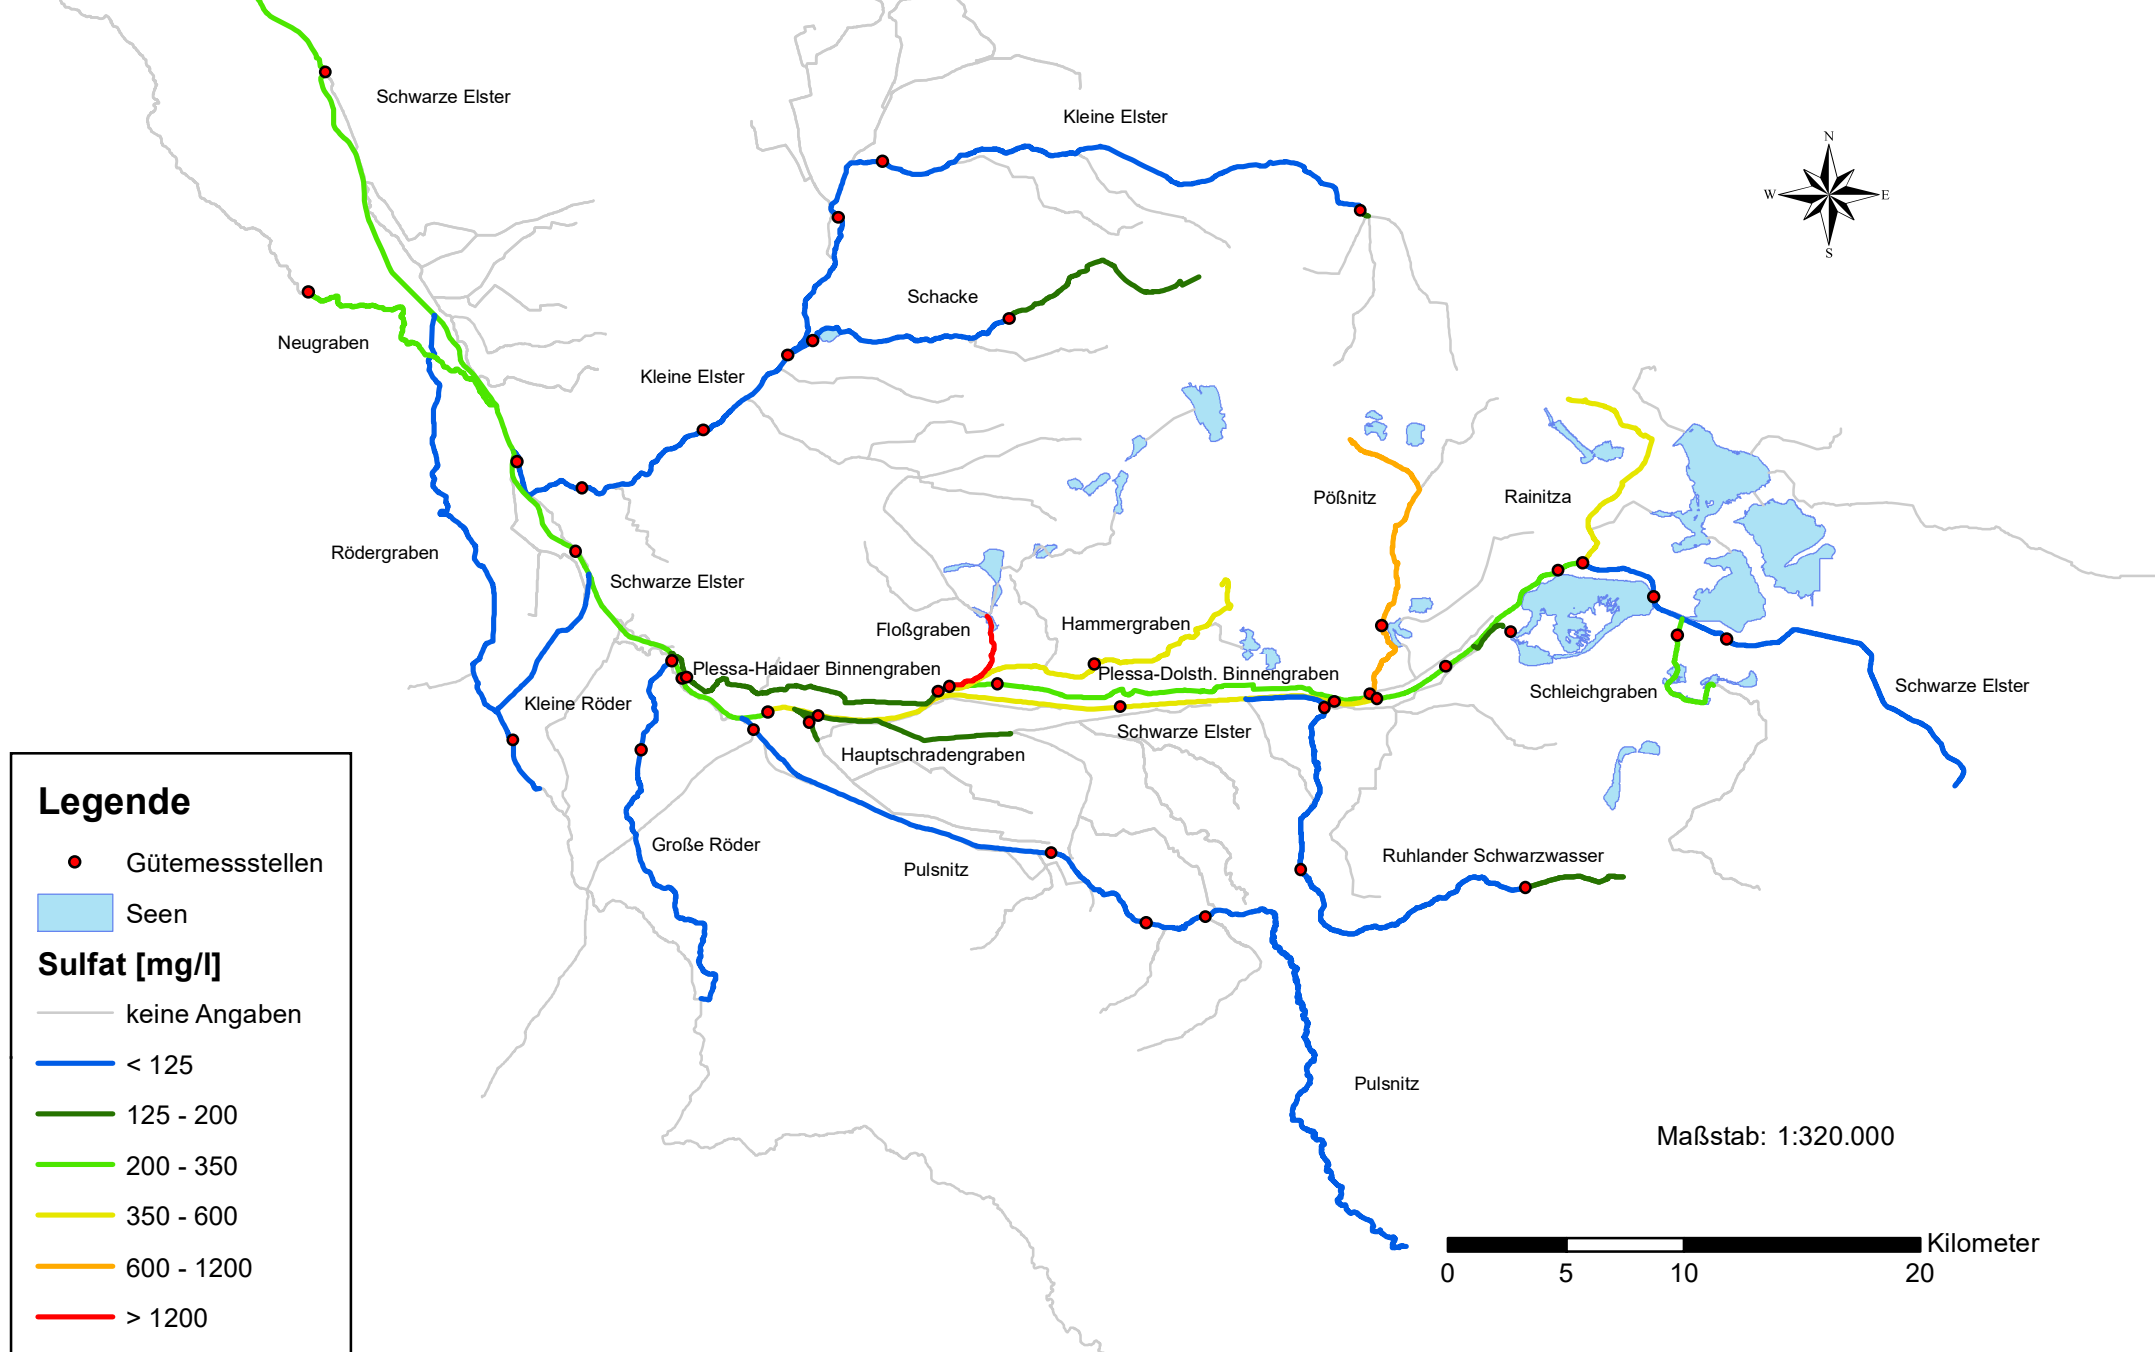 Schwarze Elster
Kleine Elster
N
W
E
S
Schacke
Neugraben
Kleine Elster
Pößnitz
Rainitza
Rödergraben
Schwarze Elster
Floßgraben
Hammergraben
Plessa-Haidaer Binnengraben
Plessa-Dolsth. Binnengraben
Schleichgraben
Schwarze Elster
Kleine Röder
Schwarze Elster
Hauptschradengraben
Große Röder
Pulsnitz
Ruhlander Schwarzwasser
Pulsnitz
Legende
Gütemessstellen
Seen
Sulfat [mg/l]
keine Angaben
< 125
125 - 200
200 - 350
350 - 600
600 - 1200
> 1200
Maßstab: 1:320.000
Kilometer
0 5 10 20